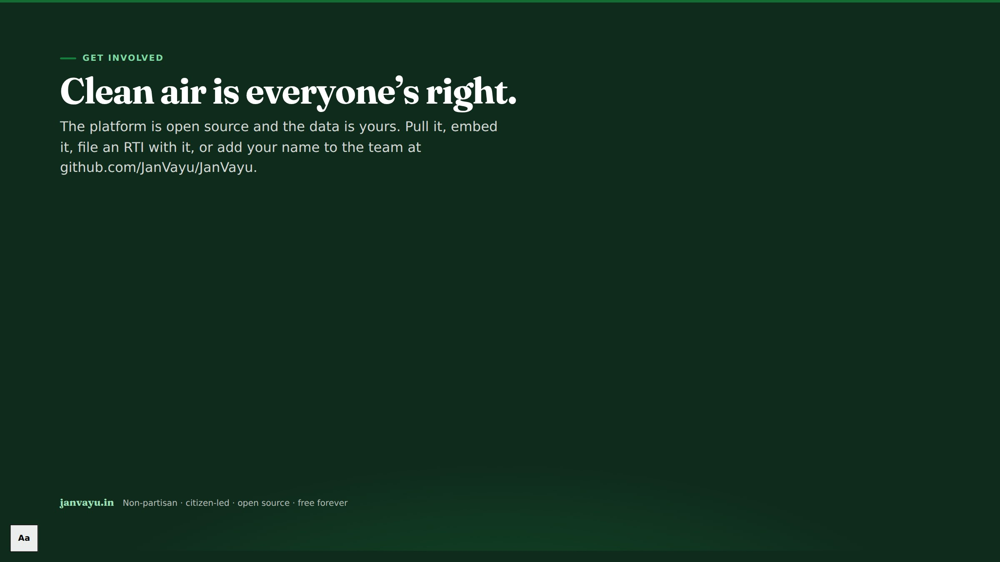 GET INVOLVED
Clean air is everyone’s right.
The platform is open source and the data is yours. Pull it, embed
it, file an RTI with it, or add your name to the team at
github.com/JanVayu/JanVayu.
janvayu.in Non-partisan · citizen-led · open source · free forever
Aa